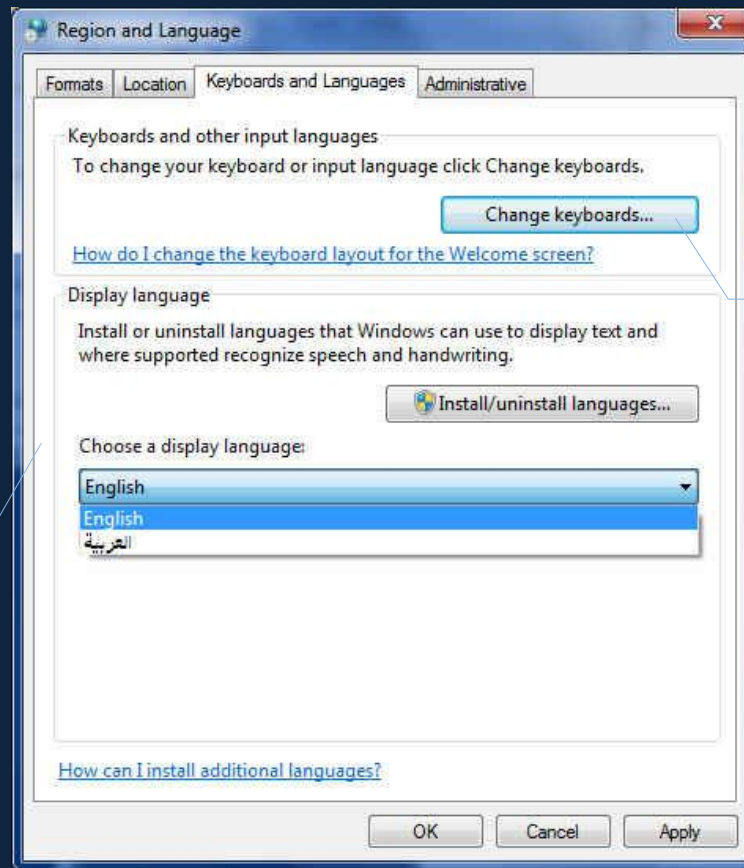 Region and Language
Formats Location Keyboards and Languages Administrative
Keyboards and other input languages
To change your keyboard or input language click Change keyboards.
Change keyboards...
How do I change the keyboard layout for the Welcome screen?
Display language
Install or uninstall languages that Windows can use to display text and
where supported recognize speech and handwriting.
Install/uninstall languages...
Choose a display language:
English
English
العربية
How can I install additional languages?
OK Cancel Apply